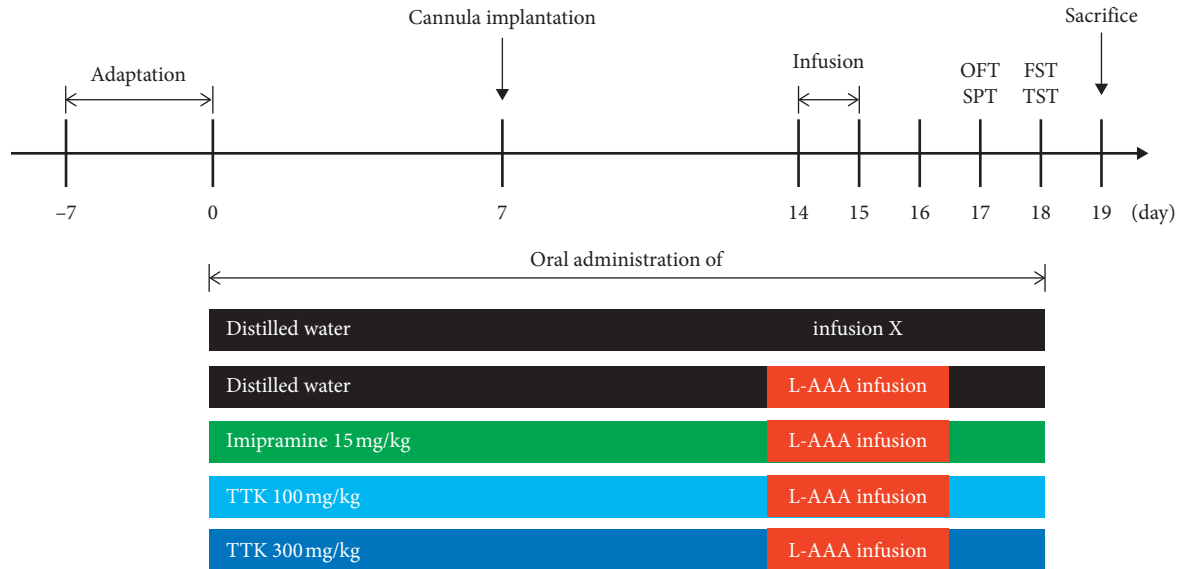 Cannula implantation
Sacrifice
Adaptation
Infusion
OFT
SPT
FST
TST
–7
0
7
14
15
16
17
18
19
(day)
Oral administration of
Distilled water
infusion X
Distilled water
L-AAA infusion
Imipramine 15 mg/kg
L-AAA infusion
TTK 100 mg/kg
L-AAA infusion
TTK 300 mg/kg
L-AAA infusion